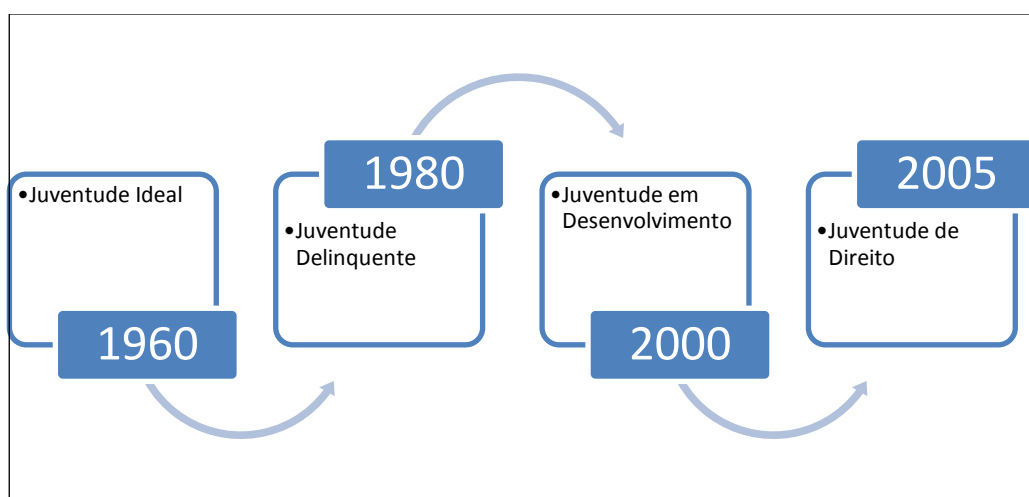 •Juventude Ideal
1960
1980
•Juventude
Delinquente
•Juventude em
Desenvolvimento
2000
2005
•Juventude de
Direito